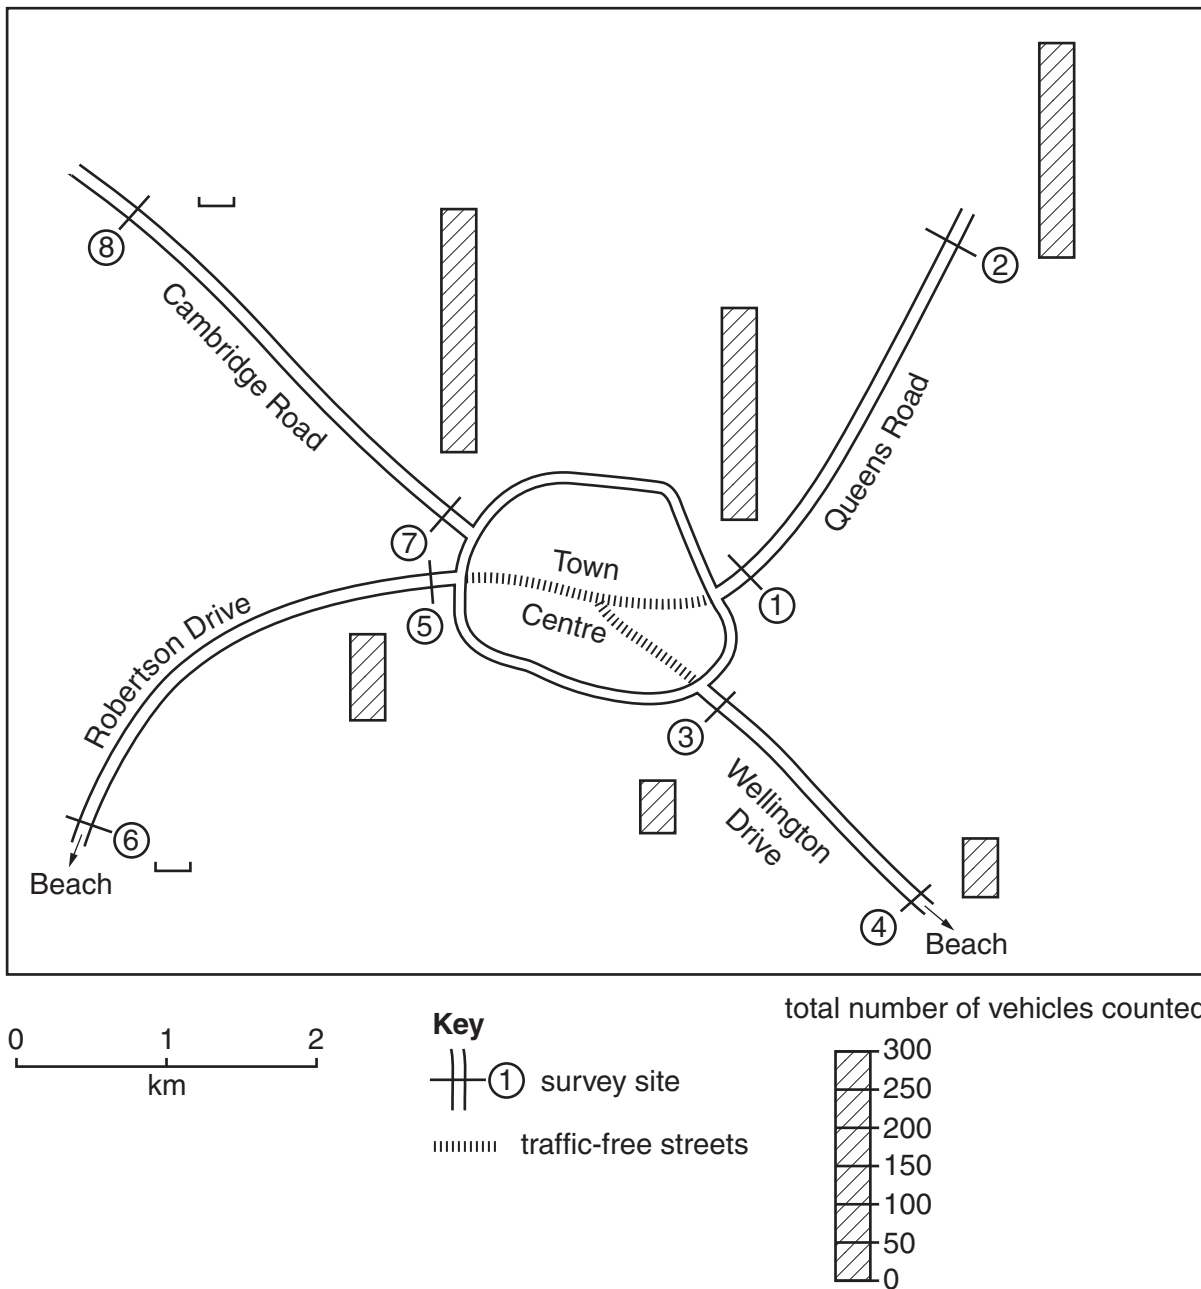 8
2
Cambridge Road
Queens Road
7
Town
Centre
1
5
Robertson Drive
3
Wellington
Drive
6
Beach
4
Beach
0 1 2
km
Key
1 survey site
traffic-free streets
total number of vehicles counted
300
250
200
150
100
50
0